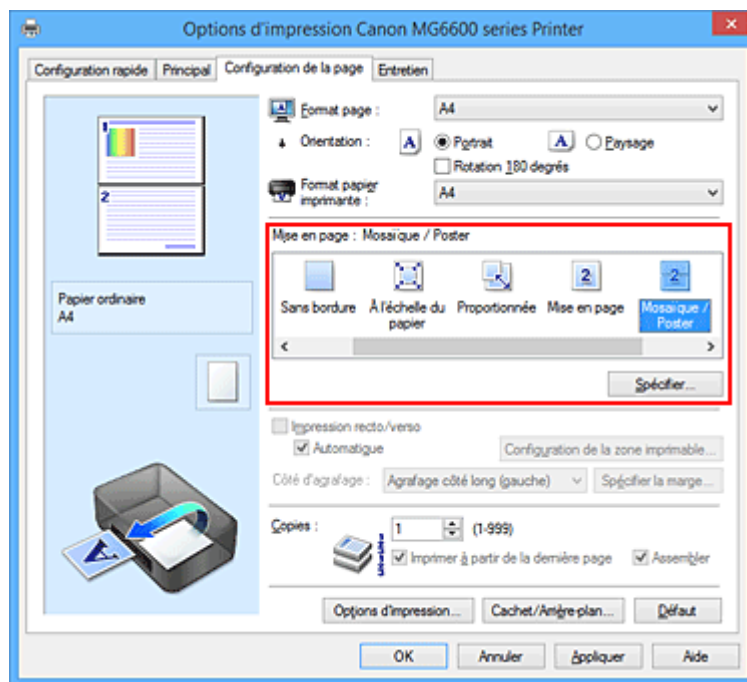 Options d'impression Canon MG6600 series Printer
Configuration rapide Principal Configuration de la page Entretien
Format page : A4
Orientation : A Portrait A Paysage
Rotation 180 degrés
Format papier
imprimante : A4
1
2
Mise en page : Mosaïque / Poster
2 2
Sans bordure À l'échelle du papier Proportionnée Mise en page Mosaïque / Poster
Papier ordinaire
A4
Spécifier...
Impression recto/verso
Automatique Configuration de la zone imprimable...
Côté d'agrafage : Agrafage côté long (gauche) Spécifier la marge...
Copies : 1 (1-999)
Imprimer à partir de la dernière page Assembler
A
Options d'impression... Cachet/Arrière-plan... Défaut
OK Annuler Appliquer Aide